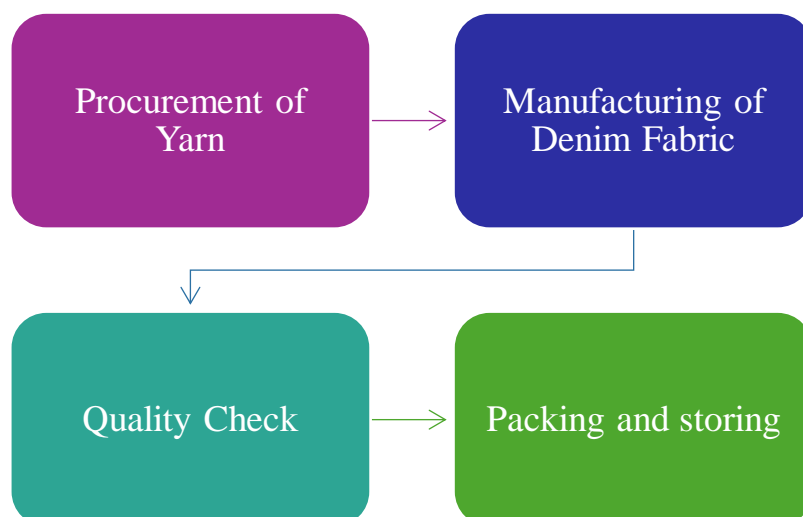 Procurement of
Yarn
Manufacturing of
Denim Fabric
Quality Check
Packing and storing